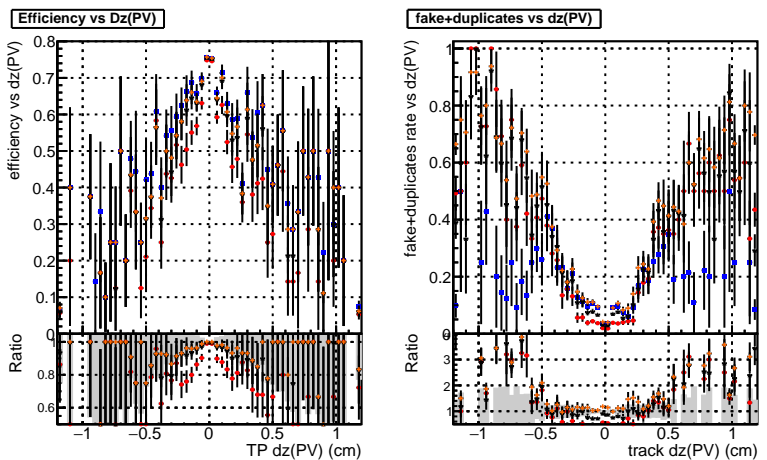 Efficiency vs Dz(PV)
efficiency vs dz(PV)
0.8
0.7
0.6
0.5
0.4
0.3
0.2
0.1
0
Ratio
1
0.8
0.6
−1 −0.5 0 0.5 1
TP dz(PV) (cm)
fake+duplicates vs dz(PV)
fake+duplicates rate vs dz(PV)
1
0.8
0.6
0.4
0.2
Ratio
3
2
1
−1 −0.5 0 0.5 1
track dz(PV) (cm)